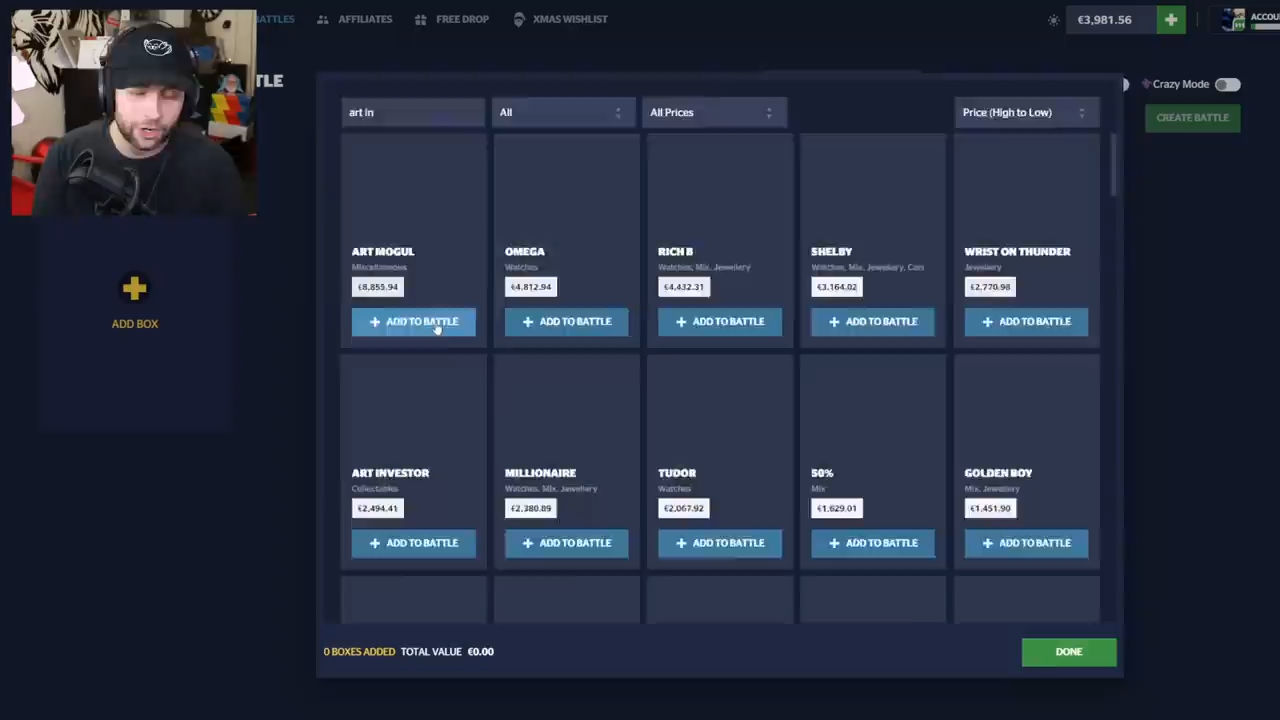 BATTLES AFFILIATES FREE DROP XMAS WISHLIST €3,981.56 ACCOU
TLE
Crazy Mode
art in All All Prices Price (High to Low)
CREATE BATTLE
ART MOGUL OMEGA RICH B SHELBY WRIST ON THUNDER
Miscellaneous Watches Watches, Mix, Jewellery Watches, Mix, Jewellery, Cars Jewellery
€8,855.94 €4,812.94 €4,432.31 €3,164.02 €2,770.98
ADD TO BATTLE ADD TO BATTLE ADD TO BATTLE ADD TO BATTLE ADD TO BATTLE
ADD BOX
ART INVESTOR MILLIONAIRE TUDOR 50% GOLDEN BOY
Collectables Watches, Mix, Jewellery Watches Mix Mix, Jewellery
€2,494.41 €2,380.89 €2,067.92 €1,629.01 €1,451.90
ADD TO BATTLE ADD TO BATTLE ADD TO BATTLE ADD TO BATTLE ADD TO BATTLE
0 BOXES ADDED TOTAL VALUE €0.00 DONE